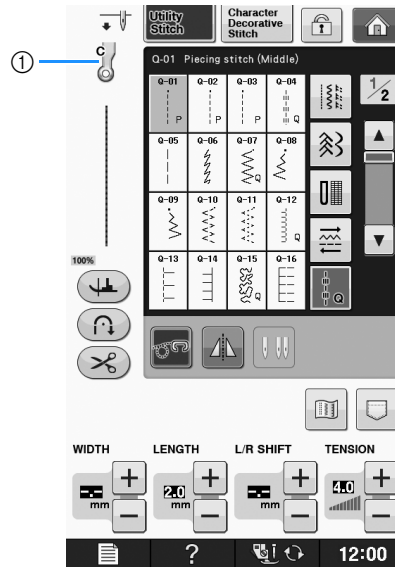 Utility
Stitch
Character
Decorative
Stitch
1
C
Q-01 Piecing stitch (Middle)
1/2
Q-01 Q-02 Q-03 Q-04
P P P Q
Q-05 Q-06 Q-07 Q-08
Q
Q-09 Q-10 Q-11 Q-12
Q
100%
Q-13 Q-14 Q-15 Q-16
Q
Q
WIDTH LENGTH L/R SHIFT TENSION
-.- + 2.0 + -.- + 4.0 +
mm − mm − mm − −
? 12:00